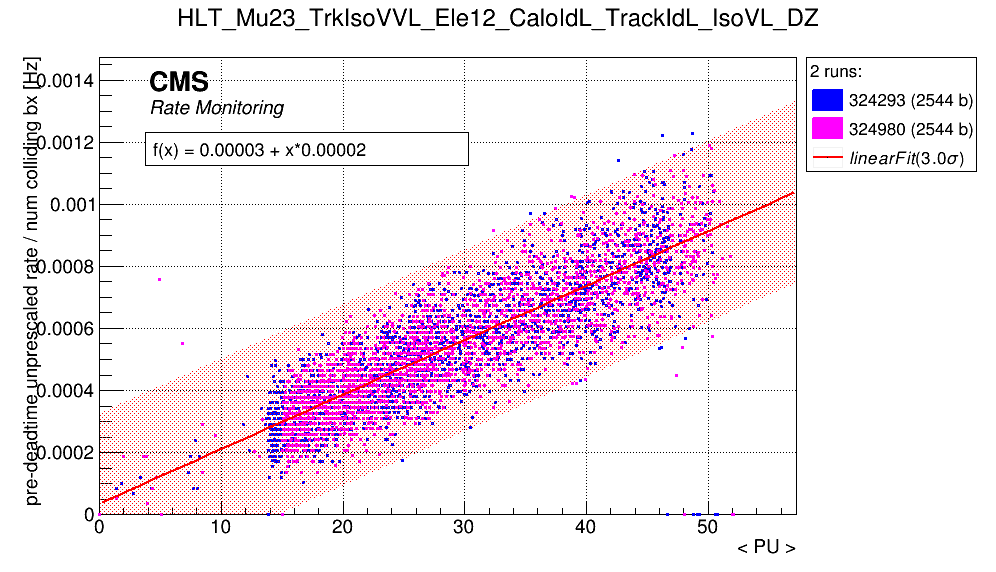 HLT_Mu23_TrkIsoVVL_Ele12_CaloIdL_TrackIdL_IsoVL_DZ
pre-deadtime unprescaled rate / num colliding bx [Hz]
CMS
Rate Monitoring
f(x) = 0.00003 + x*0.00002
0.0014
0.0012
0.001
0.0008
0.0006
0.0004
0.0002
0
0 10 20 30 40 50
< PU >
2 runs:
324293 (2544 b)
324980 (2544 b)
linearFit(3.0σ)